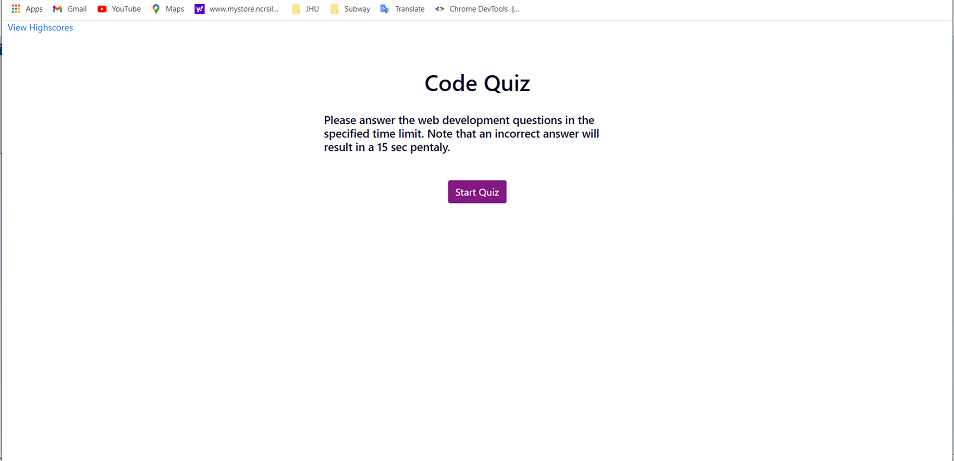 Apps Gmail YouTube Maps www.mystore.ncrsil... JHU Subway Translate Chrome DevTools |...
View Highscores
Code Quiz
Please answer the web development questions in the
specified time limit. Note that an incorrect answer will
result in a 15 sec pentaly.
Start Quiz